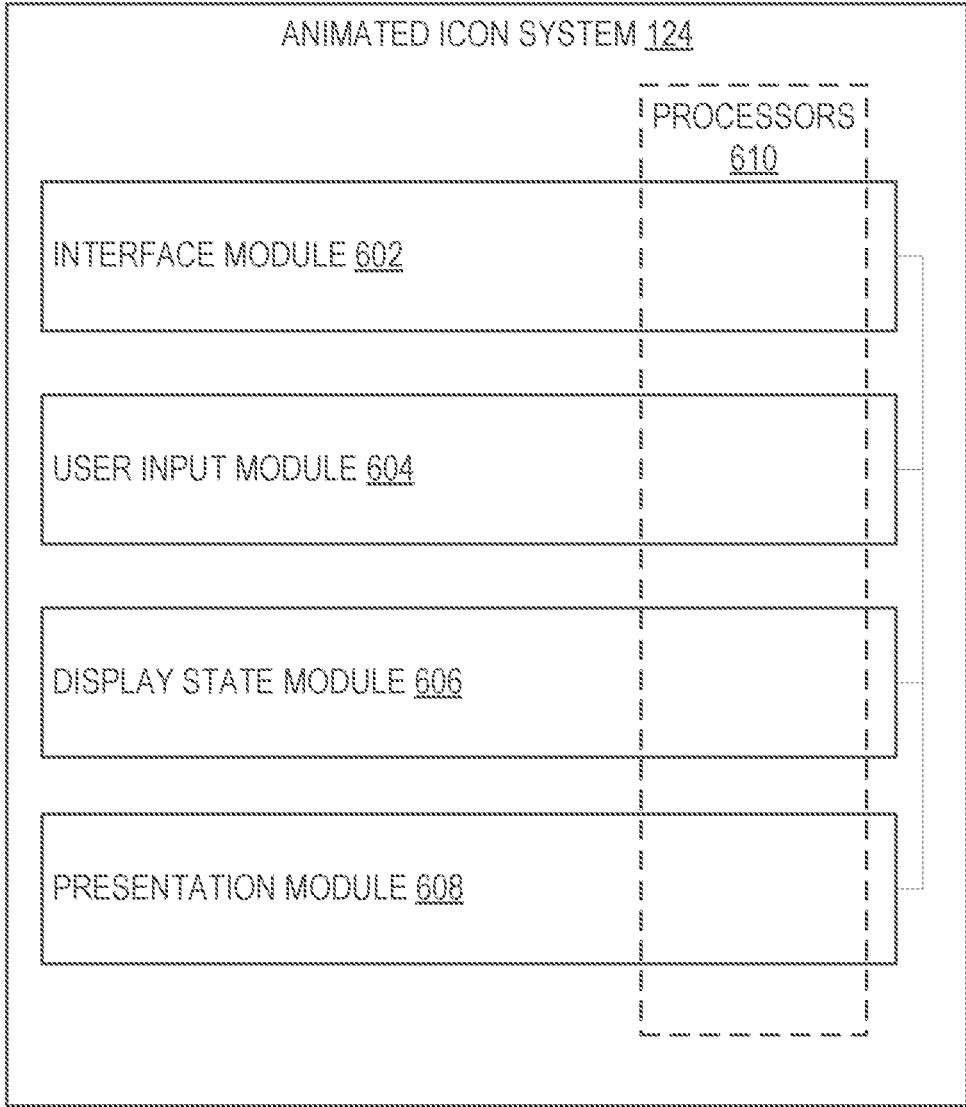 ANIMATED ICON SYSTEM 124
PROCESSORS
610
INTERFACE MODULE 602
USER INPUT MODULE 604
DISPLAY STATE MODULE 606
PRESENTATION MODULE 608